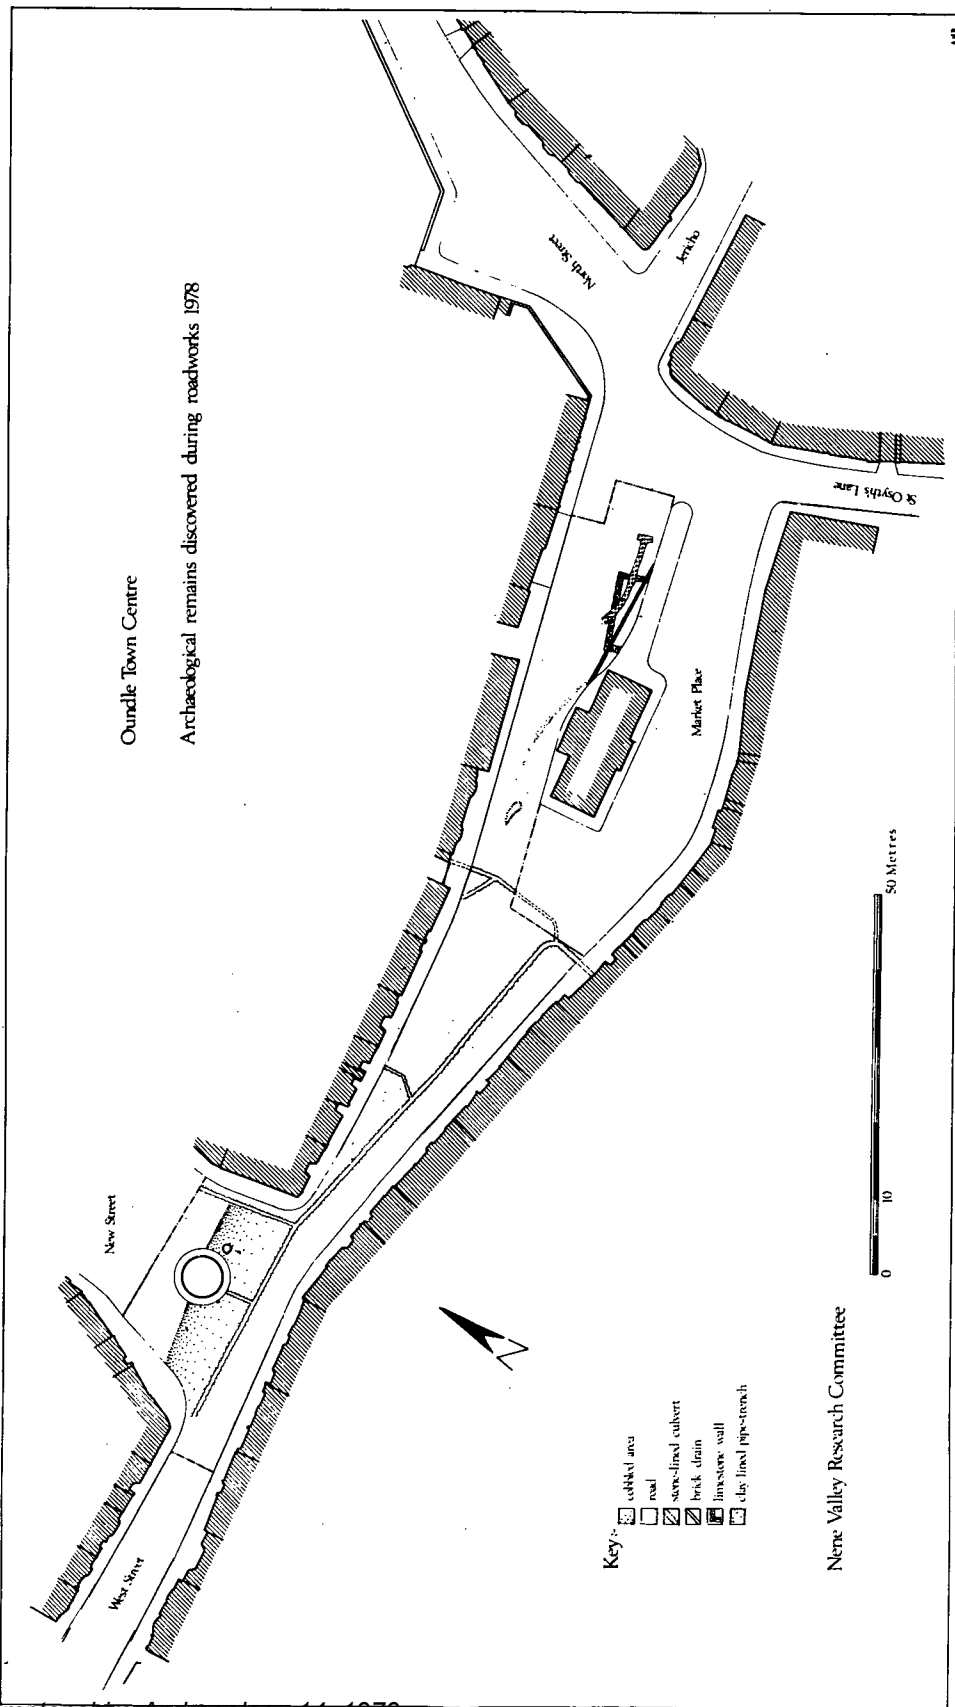 Oundle Town Centre
Archaeological remains discovered during roadworks 1978
New Street
West Street
Market Place
North Street
Jericho
St Osyth's Lane
N
Key:-
cobbled area
road
stone-lined culvert
brick drain
limestone wall
clay lined pipe-trench
0 10 50 Metres
Nene Valley Research Committee
14 1979